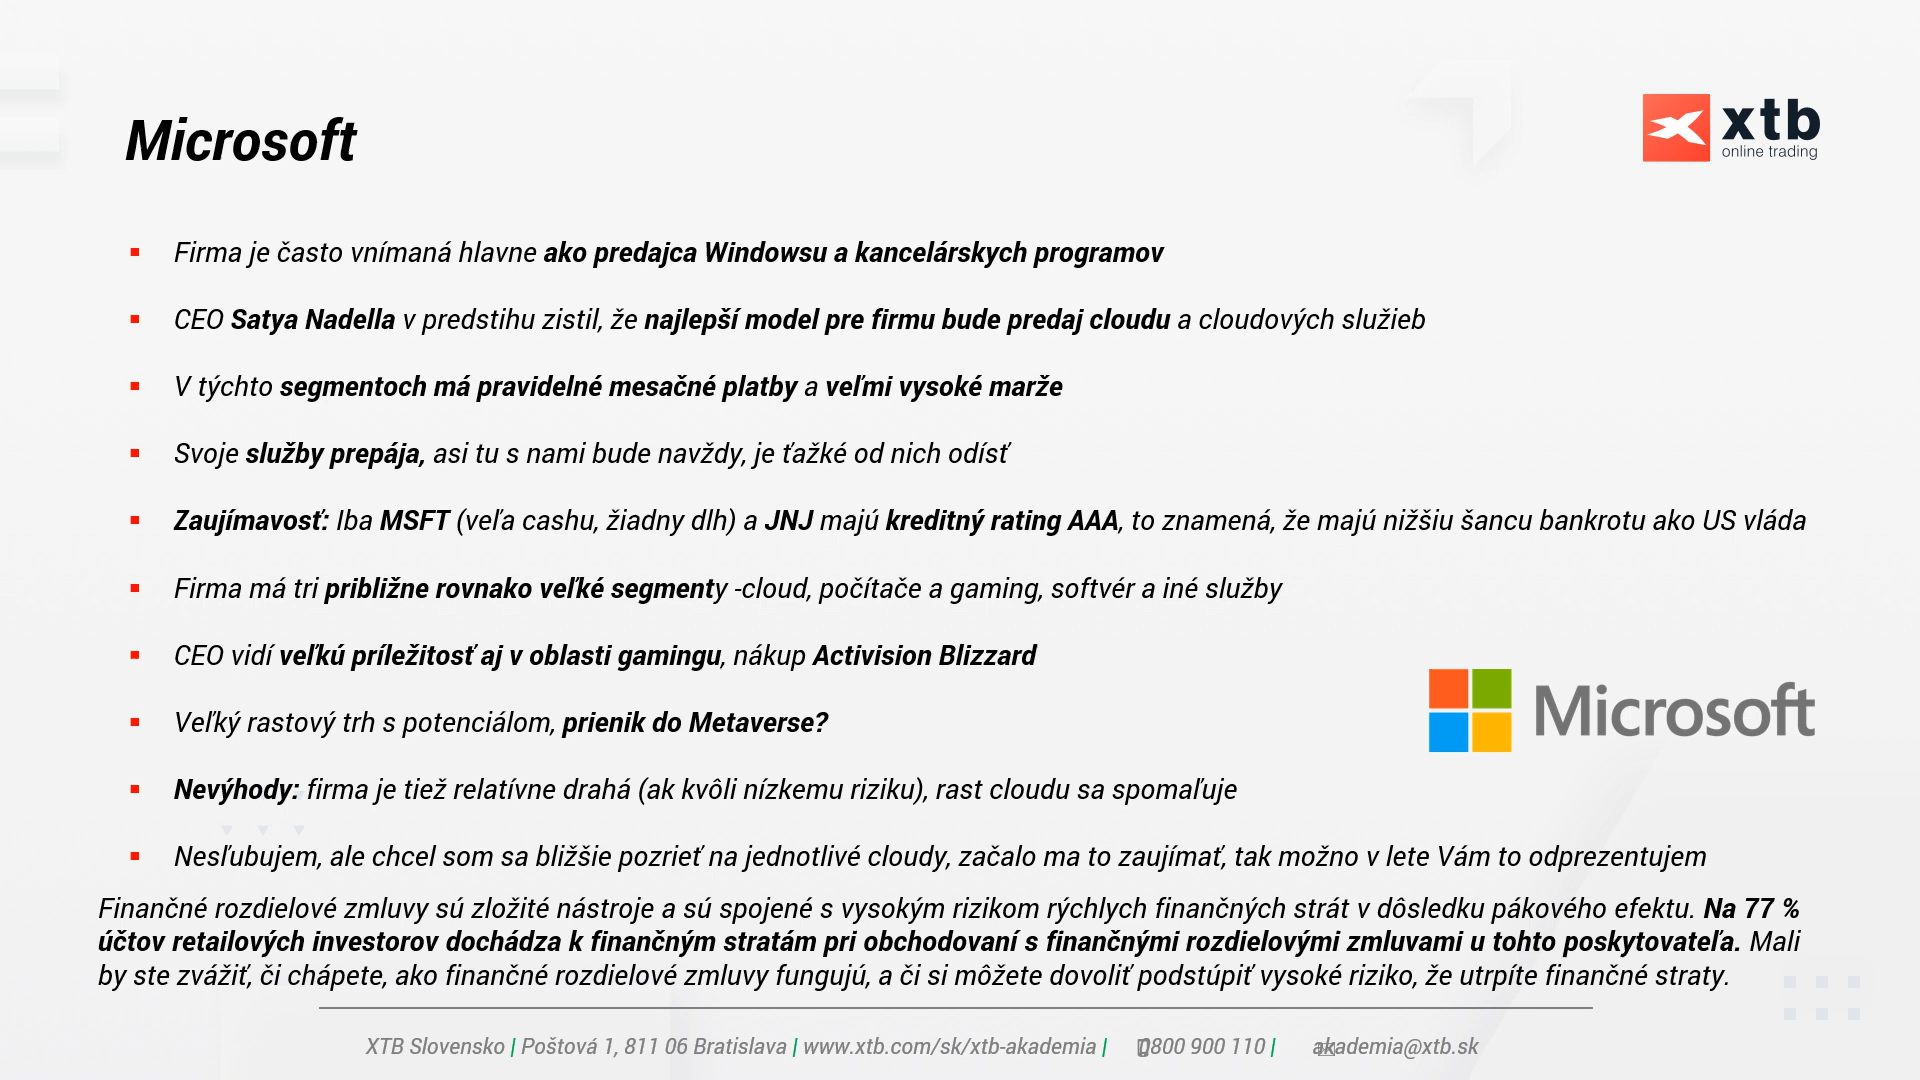 Microsoft
xtb
online trading
Firma je často vnímaná hlavne ako predajca Windowsu a kancelárskych programov
CEO Satya Nadella v predstihu zistil, že najlepší model pre firmu bude predaj cloudu a cloudových služieb
V týchto segmentoch má pravidelné mesačné platby a veľmi vysoké marže
Svoje služby prepája, asi tu s nami bude navždy, je ťažké od nich odísť
Zaujímavosť: Iba MSFT (veľa cashu, žiadny dlh) a JNJ majú kreditný rating AAA, to znamená, že majú nižšiu šancu bankrotu ako US vláda
Firma má tri približne rovnako veľké segmenty -cloud, počítače a gaming, softvér a iné služby
CEO vidí veľkú príležitosť aj v oblasti gamingu, nákup Activision Blizzard
Veľký rastový trh s potenciálom, prienik do Metaverse?
Microsoft
Nevýhody: firma je tiež relatívne drahá (ak kvôli nízkemu riziku), rast cloudu sa spomaľuje
Nesľubujem, ale chcel som sa bližšie pozrieť na jednotlivé cloudy, začalo ma to zaujímať, tak možno v lete Vám to odprezentujem
Finančné rozdielové zmluvy sú zložité nástroje a sú spojené s vysokým rizikom rýchlych finančných strát v dôsledku pákového efektu. Na 77 %
účtov retailových investorov dochádza k finančným stratám pri obchodovaní s finančnými rozdielovými zmluvami u tohto poskytovateľa. Mali
by ste zvážiť, či chápete, ako finančné rozdielové zmluvy fungujú, a či si môžete dovoliť podstúpiť vysoké riziko, že utrpíte finančné straty.
XTB Slovensko | Poštová 1, 811 06 Bratislava | www.xtb.com/sk/xtb-akademia | 0800 900 110 | akademia@xtb.sk